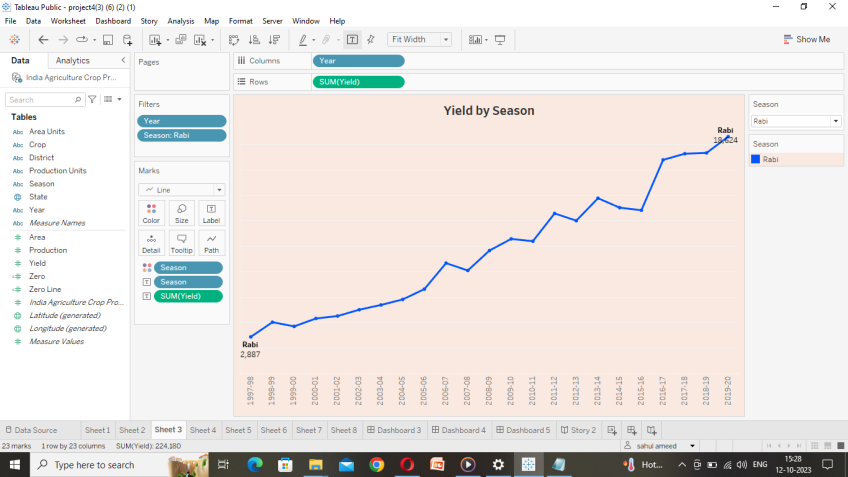 Tableau Public - project4(3) (6) (2) (1)
File Data Worksheet Dashboard Story Analysis Map Format Server Window Help
Fit Width
Show Me
Data Analytics
India Agriculture Crop Pr...
Search
Tables
Abc Area Units
Abc Crop
Abc District
Abc Production Units
Abc Season
State
Abc Year
Abc Measure Names
Area
Production
Yield
Zero
Zero Line
India Agriculture Crop Pro...
Latitude (generated)
Longitude (generated)
Measure Values
Pages
Filters
Year
Season: Rabi
Marks
Line
Color Size Label
Detail Tooltip Path
Season
Season
SUM(Yield)
Columns Year
Rows SUM(Yield)
Yield by Season
Rabi
18,624
Rabi
2,887
1997-98 1998-99 1999-00 2000-01 2001-02 2002-03 2003-04 2004-05 2005-06 2006-07 2007-08 2008-09 2009-10 2010-11 2011-12 2012-13 2013-14 2014-15 2015-16 2016-17 2017-18 2018-19 2019-20
Season
Rabi
Season
Rabi
Data Source Sheet 1 Sheet 2 Sheet 3 Sheet 4 Sheet 5 Sheet 6 Sheet 7 Sheet 8 Dashboard 3 Dashboard 4 Dashboard 5 Story 2
23 marks 1 row by 23 columns SUM(Yield): 224,180
sahul ameed
Type here to search
Hot...
ENG
15:28
12-10-2023